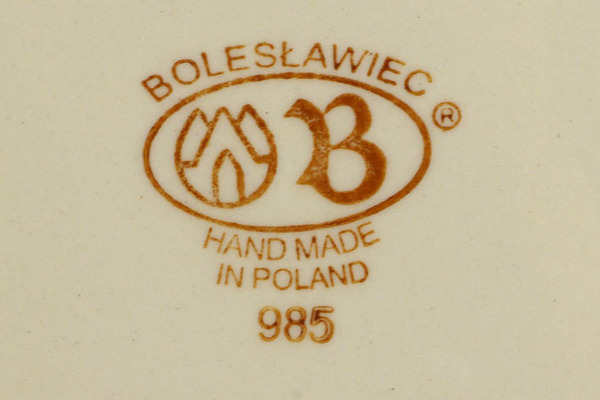 BOLESŁAWIEC
B ®
HAND MADE
IN POLAND
985